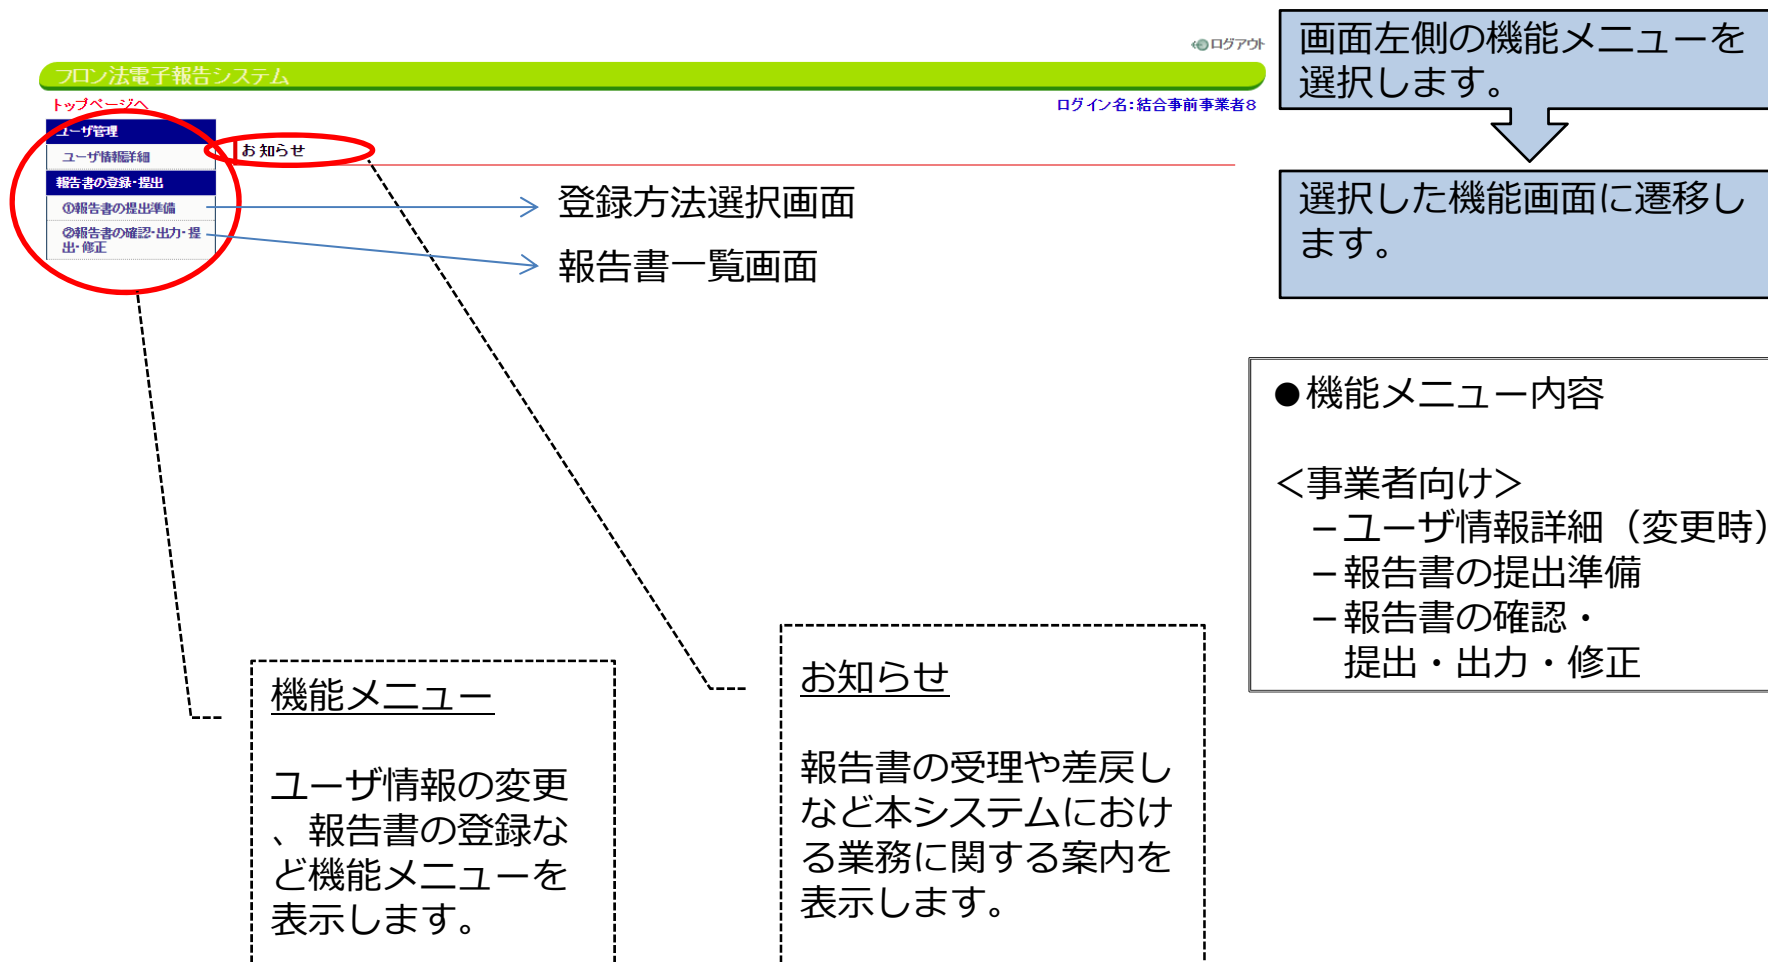 ログアウト
フロン法電子報告システム
トップページへ
ログイン名：結合事前事業者8
ユーザ管理
ユーザ情報詳細
報告書の登録・提出
①報告書の提出準備
②報告書の確認・出力・提
出・修正
お知らせ
登録方法選択画面
報告書一覧画面
画面左側の機能メニューを
選択します。
選択した機能画面に遷移し
ます。
●機能メニュー内容
＜事業者向け＞
－ユーザ情報詳細（変更時）
－報告書の提出準備
－報告書の確認・
提出・出力・修正
機能メニュー
ユーザ情報の変更
、報告書の登録な
ど機能メニューを
表示します。
お知らせ
報告書の受理や差戻し
など本システムにおけ
る業務に関する案内を
表示します。